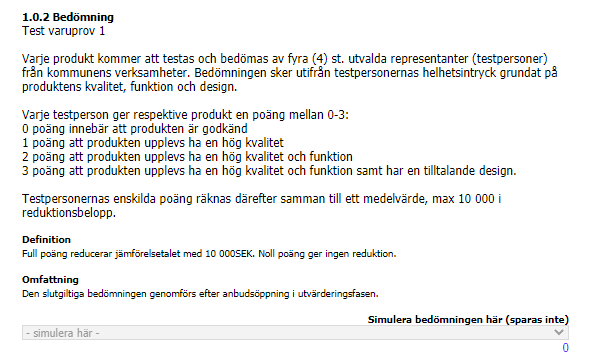 1.0.2 Bedömning
Test varuprov 1
Varje produkt kommer att testas och bedömas av fyra (4) st. utvalda representanter (testpersoner)
från kommunens verksamheter. Bedömningen sker utifrån testpersonernas helhetsintryck grundat på
produktens kvalitet, funktion och design.
Varje testperson ger respektive produkt en poäng mellan 0-3:
0 poäng innebär att produkten är godkänd
1 poäng att produkten upplevs ha en hög kvalitet
2 poäng att produkten upplevs ha en hög kvalitet och funktion
3 poäng att produkten upplevs ha en hög kvalitet och funktion samt har en tilltalande design.
Testpersonernas enskilda poäng räknas därefter samman till ett medelvärde, max 10 000 i
reduktionsbelopp.
Definition
Full poäng reducerar jämförelsetalet med 10 000SEK. Noll poäng ger ingen reduktion.
Omfattning
Den slutgiltiga bedömningen genomförs efter anbudsöppning i utvärderingsfasen.
Simulera bedömningen här (sparas inte)
- simulera här -
0